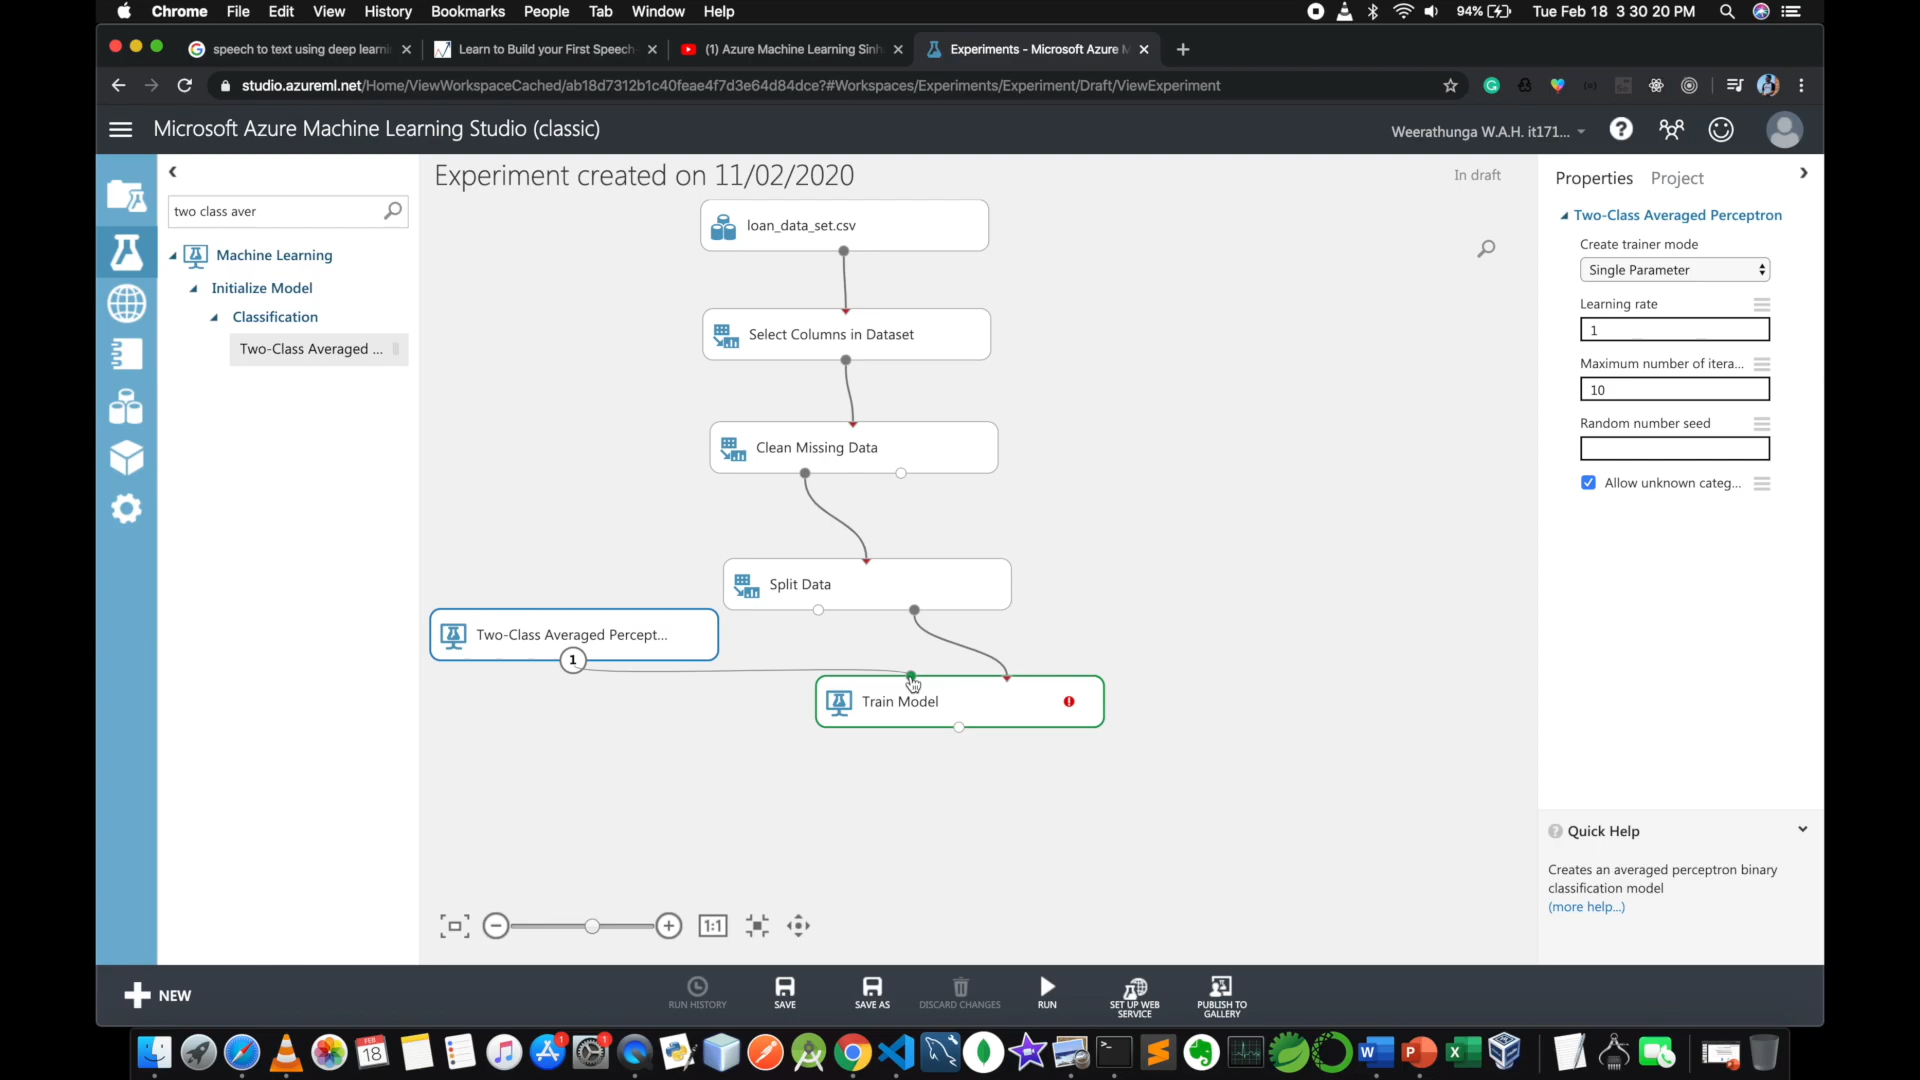 Chrome File Edit View History Bookmarks People Tab Window Help
94% Tue Feb 18 3 30 20 PM
speech to text using deep learni
Learn to Build your First Speech-
(1) Azure Machine Learning Sinh
Experiments - Microsoft Azure M
studio.azureml.net/Home/ViewWorkspaceCached/ab18d7312b1c40feae4f7d3e64d84dce?#Workspaces/Experiments/Experiment/Draft/ViewExperiment
Microsoft Azure Machine Learning Studio (classic)
Weerathunga W.A.H. it171...
two class aver
Machine Learning
Initialize Model
Classification
Two-Class Averaged ...
Experiment created on 11/02/2020
In draft
loan_data_set.csv
Select Columns in Dataset
Clean Missing Data
Split Data
Two-Class Averaged Percept...
1
Train Model
Properties Project
Two-Class Averaged Perceptron
Create trainer mode
Single Parameter
Learning rate
1
Maximum number of itera...
10
Random number seed
Allow unknown categ...
Quick Help
Creates an averaged perceptron binary
classification model
(more help...)
1:1
NEW
RUN HISTORY
SAVE
SAVE AS
DISCARD CHANGES
RUN
SET UP WEB
SERVICE
PUBLISH TO
GALLERY
FEB
18
1
1
W
P
X